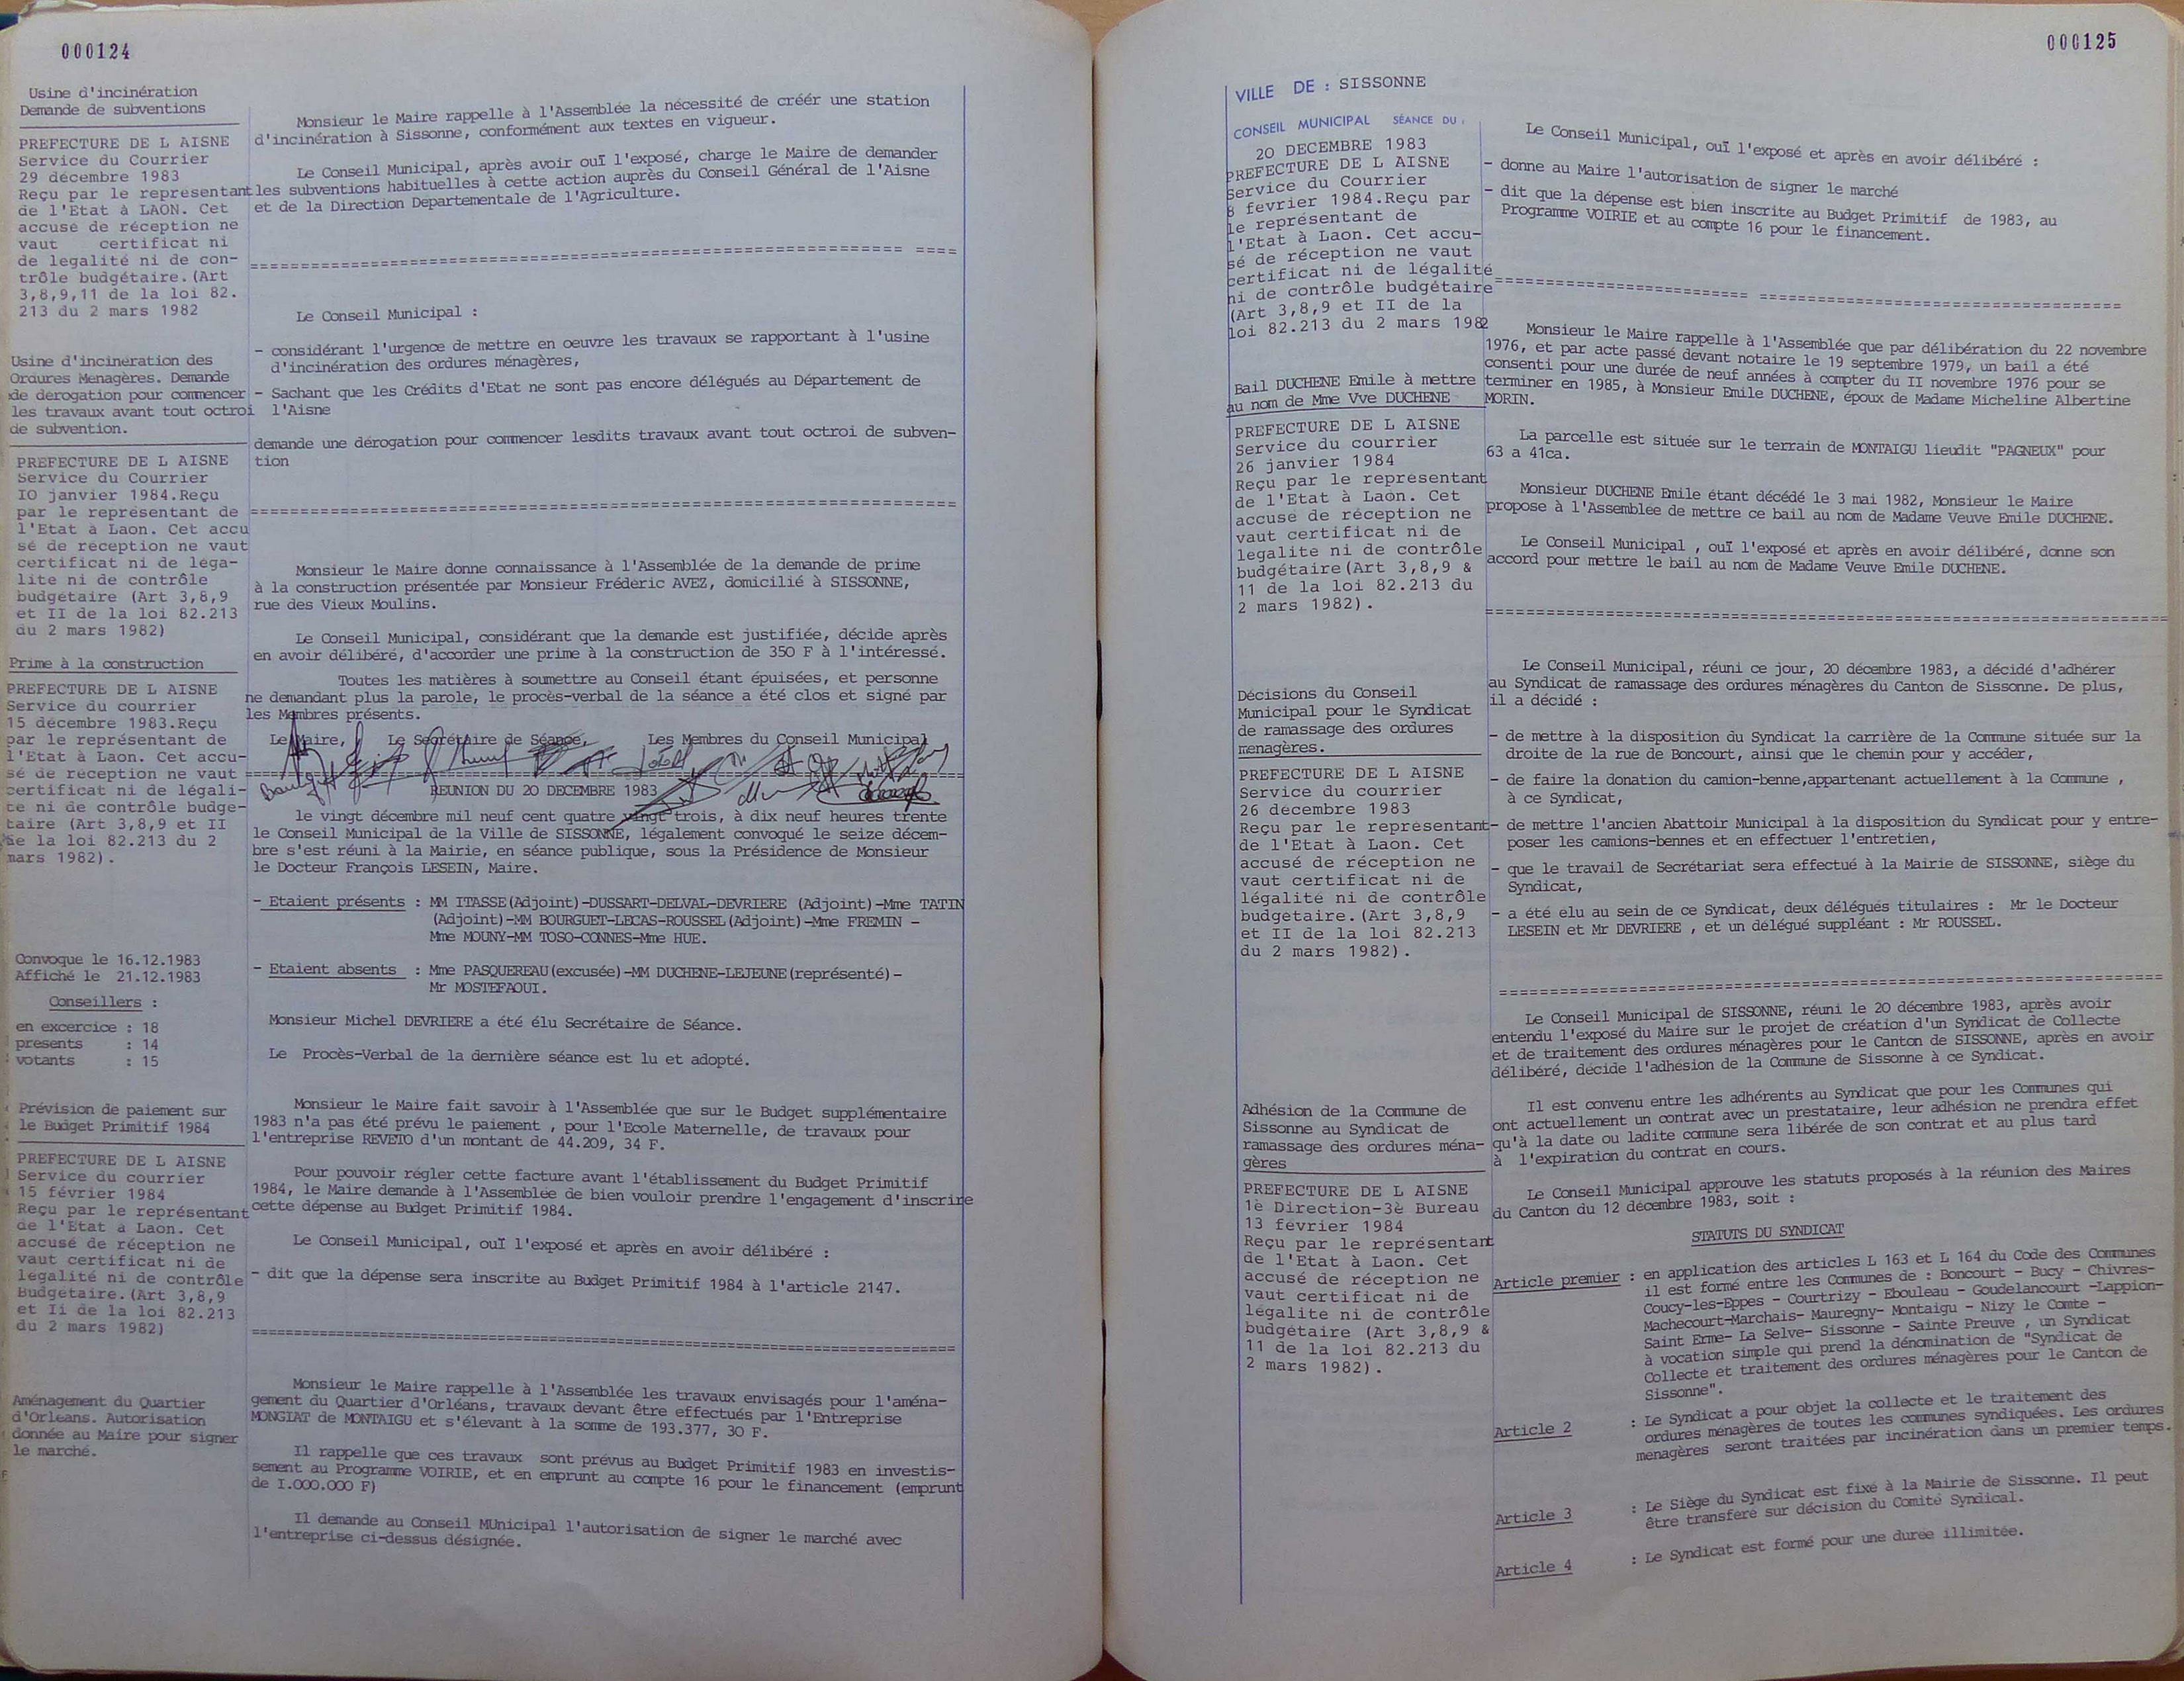 000124
Usine d'incinération
Demande de subventions
PREFECTURE DE L AISNE
Service du Courrier
29 décembre 1983
Reçu par le representant
de l'Etat à LAON. Cet
accusé de réception ne
vaut certificat ni
de legalité ni de con-
trôle budgétaire.(Art
3,8,9,11 de la loi 82.
213 du 2 mars 1982
Usine d'incinération des
Ordures Menagères. Demande
de dérogation pour commencer
les travaux avant tout octroi
de subvention.
PREFECTURE DE L AISNE
Service du Courrier
IO janvier 1984.Reçu
par le representant de
l'Etat à Laon. Cet accu
sé de reception ne vaut
certificat ni de léga-
lite ni de contrôle
budgétaire (Art 3,8,9
et II de la loi 82.213
du 2 mars 1982)
Prime à la construction
PREFECTURE DE L AISNE
Service du courrier
15 décembre 1983.Reçu
par le représentant de
l'Etat à Laon. Cet accu-
sé de reception ne vaut
certificat ni de légali-
te ni de contrôle budge-
taire (Art 3,8,9 et II
de la loi 82.213 du 2
mars 1982).
Convoque le 16.12.1983
Affiché le 21.12.1983
Conseillers :
en excercice : 18
presents : 14
votants : 15
Prévision de paiement sur
le Budget Primitif 1984
PREFECTURE DE L AISNE
Service du courrier
15 février 1984
Reçu par le représentant
de l'Etat à Laon. Cet
accusé de réception ne
vaut certificat ni de
légalité ni de contrôle
Budgetaire.(Art 3,8,9
et Ii de la loi 82.213
du 2 mars 1982)
Aménagement du Quartier
d'Orleans. Autorisation
donnée au Maire pour signer
le marché.
Monsieur le Maire rappelle à l'Assemblée la nécessité de créér une station
d'incinération à Sissonne, conformément aux textes en vigueur.
Le Conseil Municipal, après avoir ouï l'exposé, charge le Maire de demander
les subventions habituelles à cette action auprès du Conseil Général de l'Aisne
et de la Direction Departementale de l'Agriculture.
Le Conseil Municipal :
- considérant l'urgence de mettre en oeuvre les travaux se rapportant à l'usine
d'incinération des ordures ménagères,
- Sachant que les Crédits d'Etat ne sont pas encore délégués au Département de
l'Aisne
demande une dérogation pour commencer lesdits travaux avant tout octroi de subven-
tion
Monsieur le Maire donne connaissance à l'Assemblée de la demande de prime
à la construction présentée par Monsieur Fréderic AVEZ, domicilié à SISSONNE,
rue des Vieux Moulins.
Le Conseil Municipal, considérant que la demande est justifiée, décide après
en avoir délibéré, d'accorder une prime à la construction de 350 F à l'intéressé.
Toutes les matières à soumettre au Conseil étant épuisées, et personne
ne demandant plus la parole, le procès-verbal de la séance a été clos et signé par
les Membres présents.
Le Maire, Le Secrétaire de Séance, Les Membres du Conseil Municipal
REUNION DU 20 DECEMBRE 1983
le vingt décembre mil neuf cent quatre vingt trois, à dix neuf heures trente
le Conseil Municipal de la Ville de SISSONNE, légalement convoqué le seize décem-
bre s'est réuni à la Mairie, en séance publique, sous la Présidence de Monsieur
le Docteur François LESEIN, Maire.
- Etaient présents : MM ITASSE(Adjoint)-DUSSART-DELVAL-DEVRIERE (Adjoint)-Mme TATIN
(Adjoint)-MM BOURGUET-LECAS-ROUSSEL(Adjoint)-Mme FREMIN -
Mme MOUNY-MM TOSO-CONNES-Mme HUE.
- Etaient absents : Mme PASQUEREAU(excusée)-MM DUCHENE-LEJEUNE(représenté)-
Mr MOSTEFAOUI.
Monsieur Michel DEVRIERE a été élu Secrétaire de Séance.
Le Procès-Verbal de la dernière séance est lu et adopté.
Monsieur le Maire fait savoir à l'Assemblée que sur le Budget supplémentaire
1983 n'a pas été prévu le paiement , pour l'Ecole Maternelle, de travaux pour
l'entreprise REVETO d'un montant de 44.209, 34 F.
Pour pouvoir régler cette facture avant l'établissement du Budget Primitif
1984, le Maire demande à l'Assemblée de bien vouloir prendre l'engagement d'inscrire
cette dépense au Budget Primitif 1984.
Le Conseil Municipal, ouï l'exposé et après en avoir délibéré :
- dit que la dépense sera inscrite au Budget Primitif 1984 à l'article 2147.
Monsieur le Maire rappelle à l'Assemblée les travaux envisagés pour l'aména-
gement du Quartier d'Orléans, travaux devant être effectués par l'Entreprise
MONGIAT de MONTAIGU et s'élevant à la somme de 193.377, 30 F.
Il rappelle que ces travaux sont prévus au Budget Primitif 1983 en investis-
sement au Programme VOIRIE, et en emprunt au compte 16 pour le financement (emprunt
de I.000.000 F)
Il demande au Conseil MUnicipal l'autorisation de signer le marché avec
l'entreprise ci-dessus désignée.
000125
VILLE DE : SISSONNE
CONSEIL MUNICIPAL SÉANCE DU :
20 DECEMBRE 1983
PREFECTURE DE L AISNE
Service du Courrier
8 fevrier 1984.Reçu par
le représentant de
l'Etat à Laon. Cet accu-
sé de réception ne vaut
certificat ni de légalité
ni de contrôle budgétaire
(Art 3,8,9 et II de la
loi 82.213 du 2 mars 1982
Bail DUCHENE Emile à mettre
au nom de Mme Vve DUCHENE
PREFECTURE DE L AISNE
Service du courrier
26 janvier 1984
Reçu par le representant
de l'Etat à Laon. Cet
accusé de réception ne
vaut certificat ni de
legalite ni de contrôle
budgétaire(Art 3,8,9 &
11 de la loi 82.213 du
2 mars 1982).
Décisions du Conseil
Municipal pour le Syndicat
de ramassage des ordures
menagères.
PREFECTURE DE L AISNE
Service du courrier
26 décembre 1983
Reçu par le représentant
de l'Etat à Laon. Cet
accusé de réception ne
vaut certificat ni de
légalité ni de contrôle
budgetaire.(Art 3,8,9
et II de la loi 82.213
du 2 mars 1982).
Adhésion de la Commune de
Sissonne au Syndicat de
ramassage des ordures ména-
gères
PREFECTURE DE L AISNE
1è Direction-3è Bureau
13 février 1984
Reçu par le représentant
de l'Etat à Laon. Cet
accusé de réception ne
vaut certificat ni de
légalite ni de contrôle
budgétaire (Art 3,8,9 &
11 de la loi 82.213 du
2 mars 1982).
Le Conseil Municipal, ouï l'exposé et après en avoir délibéré :
- donne au Maire l'autorisation de signer le marché
- dit que la dépense est bien inscrite au Budget Primitif de 1983, au
Programme VOIRIE et au compte 16 pour le financement.
Monsieur le Maire rappelle à l'Assemblée que par délibération du 22 novembre
1976, et par acte passé devant notaire le 19 septembre 1979, un bail a été
consenti pour une durée de neuf années à compter du II novembre 1976 pour se
terminer en 1985, à Monsieur Emile DUCHENE, époux de Madame Micheline Albertine
MORIN.
La parcelle est située sur le terrain de MONTAIGU lieudit "PAGNEUX" pour
63 a 41ca.
Monsieur DUCHENE Emile étant décédé le 3 mai 1982, Monsieur le Maire
propose à l'Assemblée de mettre ce bail au nom de Madame Veuve Emile DUCHENE.
Le Conseil Municipal , ouï l'exposé et après en avoir délibéré, donne son
accord pour mettre le bail au nom de Madame Veuve Emile DUCHENE.
Le Conseil Municipal, réuni ce jour, 20 décembre 1983, a décidé d'adhérer
au Syndicat de ramassage des ordures ménagères du Canton de Sissonne. De plus,
il a décidé :
- de mettre à la disposition du Syndicat la carrière de la Commune située sur la
droite de la rue de Boncourt, ainsi que le chemin pour y accéder,
- de faire la donation du camion-benne,appartenant actuellement à la Commune ,
à ce Syndicat,
- de mettre l'ancien Abattoir Municipal à la disposition du Syndicat pour y entre-
poser les camions-bennes et en effectuer l'entretien,
- que le travail de Secrétariat sera effectué à la Mairie de SISSONNE, siège du
Syndicat,
- a été elu au sein de ce Syndicat, deux délégués titulaires : Mr le Docteur
LESEIN et Mr DEVRIERE , et un délégué suppléant : Mr ROUSSEL.
Le Conseil Municipal de SISSONNE, réuni le 20 décembre 1983, après avoir
entendu l'exposé du Maire sur le projet de création d'un Syndicat de Collecte
et de traitement des ordures ménagères pour le Canton de SISSONNE, après en avoir
délibéré, décide l'adhésion de la Commune de Sissonne à ce Syndicat.
Il est convenu entre les adhérents au Syndicat que pour les Communes qui
ont actuellement un contrat avec un prestataire, leur adhésion ne prendra effet
qu'à la date ou ladite commune sera libérée de son contrat et au plus tard
à l'expiration du contrat en cours.
Le Conseil Municipal approuve les statuts proposés à la réunion des Maires
du Canton du 12 décembre 1983, soit :
STATUTS DU SYNDICAT
Article premier : en application des articles L 163 et L 164 du Code des Communes
il est formé entre les Communes de : Boncourt - Bucy - Chivres-
Coucy-les-Eppes - Courtrizy - Ebouleau - Goudelancourt -Lappion-
Machecourt-Marchais- Mauregny- Montaigu - Nizy le Comte -
Saint Erme- La Selve- Sissonne - Sainte Preuve , un Syndicat
à vocation simple qui prend la dénomination de "Syndicat de
Collecte et traitement des ordures ménagères pour le Canton de
Sissonne".
Article 2 : Le Syndicat a pour objet la collecte et le traitement des
ordures ménagères de toutes les communes syndiquées. Les ordures
menagères seront traitées par incinération dans un premier temps.
Article 3 : Le Siège du Syndicat est fixé à la Mairie de Sissonne. Il peut
être transféré sur décision du Comité Syndical.
Article 4 : Le Syndicat est formé pour une durée illimitée.